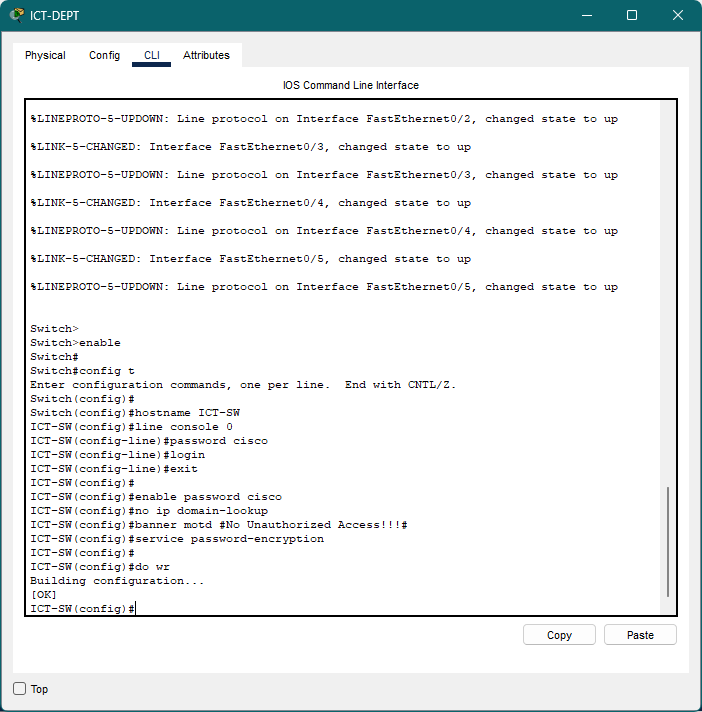 ICT-DEPT
Physical Config CLI Attributes
IOS Command Line Interface
%LINEPROTO-5-UPDOWN: Line protocol on Interface FastEthernet0/2, changed state to up
%LINK-5-CHANGED: Interface FastEthernet0/3, changed state to up
%LINEPROTO-5-UPDOWN: Line protocol on Interface FastEthernet0/3, changed state to up
%LINK-5-CHANGED: Interface FastEthernet0/4, changed state to up
%LINEPROTO-5-UPDOWN: Line protocol on Interface FastEthernet0/4, changed state to up
%LINK-5-CHANGED: Interface FastEthernet0/5, changed state to up
%LINEPROTO-5-UPDOWN: Line protocol on Interface FastEthernet0/5, changed state to up
Switch>
Switch>enable
Switch#
Switch#config t
Enter configuration commands, one per line.  End with CNTL/Z.
Switch(config)#
Switch(config)#hostname ICT-SW
ICT-SW(config)#line console 0
ICT-SW(config-line)#password cisco
ICT-SW(config-line)#login
ICT-SW(config-line)#exit
ICT-SW(config)#
ICT-SW(config)#enable password cisco
ICT-SW(config)#no ip domain-lookup
ICT-SW(config)#banner motd #No Unauthorized Access!!!#
ICT-SW(config)#service password-encryption
ICT-SW(config)#
ICT-SW(config)#do wr
Building configuration...
[OK]
ICT-SW(config)#
Copy Paste
Top